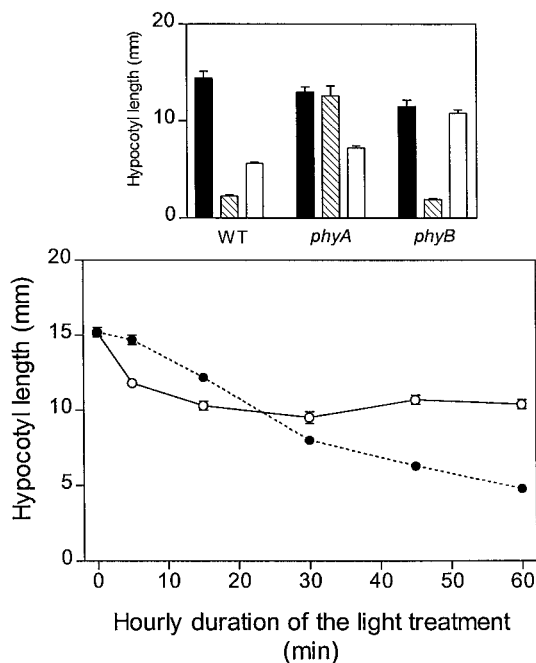 20
10
0
Hypocotyl length (mm)
WT phyA phyB
20
15
10
5
0
Hypocotyl length (mm)
0 10 20 30 40 50 60
Hourly duration of the light treatment
(min)